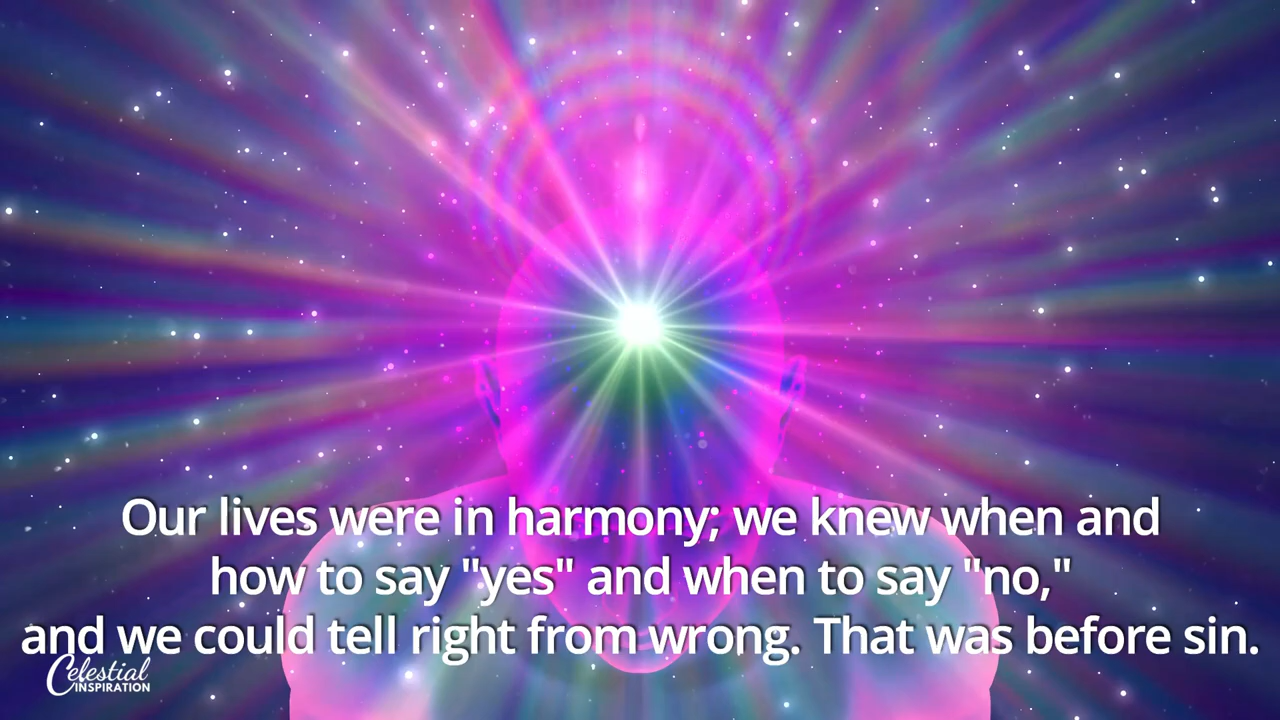 Our lives were in harmony; we knew when and
how to say "yes" and when to say "no,"
and we could tell right from wrong. That was before sin.
Celestial
INSPIRATION